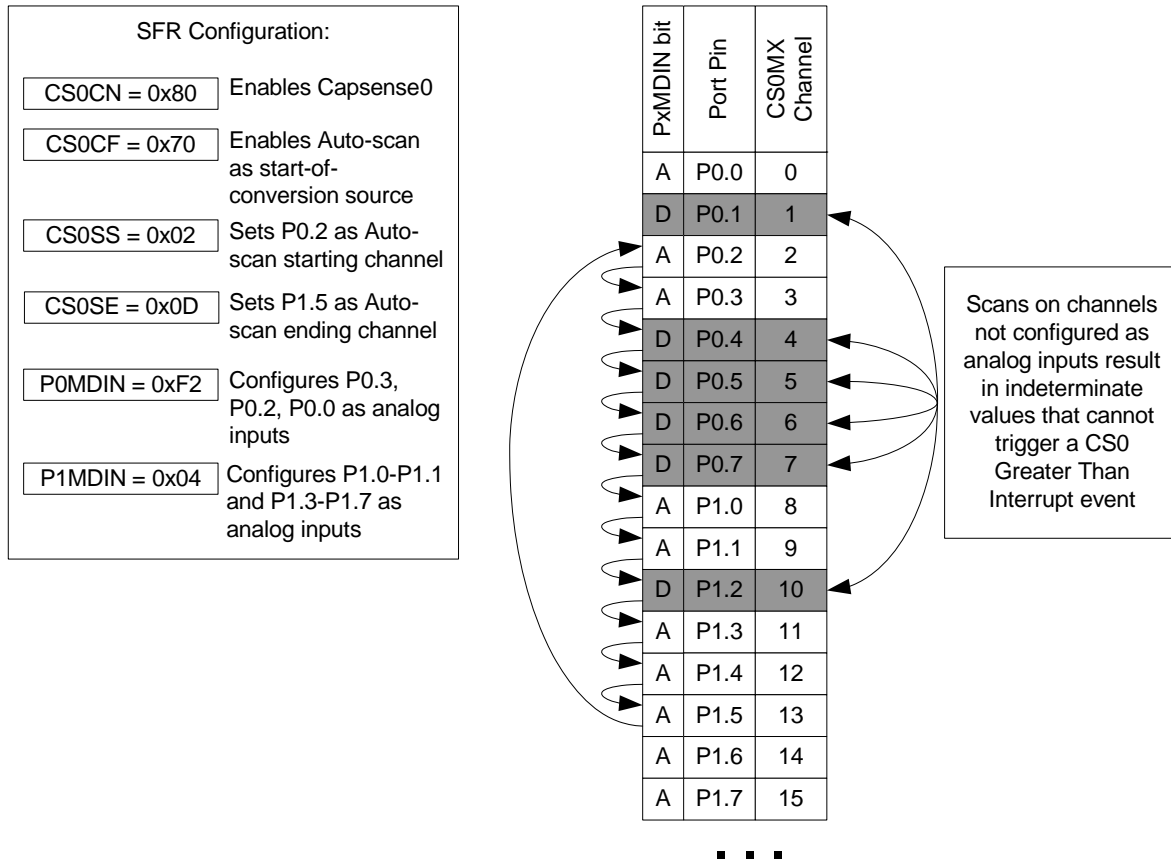 SFR Configuration:
CS0CN = 0x80
Enables Capsense0
CS0CF = 0x70
Enables Auto-scan
as start-of-
conversion source
CS0SS = 0x02
Sets P0.2 as Auto-
scan starting channel
CS0SE = 0x0D
Sets P1.5 as Auto-
scan ending channel
P0MDIN = 0xF2
Configures P0.3,
P0.2, P0.0 as analog
inputs
P1MDIN = 0x04
Configures P1.0-P1.1
and P1.3-P1.7 as
analog inputs
PxMDIN bit
Port Pin
CS0MX
Channel
A P0.0 0
D P0.1 1
A P0.2 2
A P0.3 3
D P0.4 4
D P0.5 5
D P0.6 6
D P0.7 7
A P1.0 8
A P1.1 9
D P1.2 10
A P1.3 11
A P1.4 12
A P1.5 13
A P1.6 14
A P1.7 15
Scans on channels
not configured as
analog inputs result
in indeterminate
values that cannot
trigger a CS0
Greater Than
Interrupt event